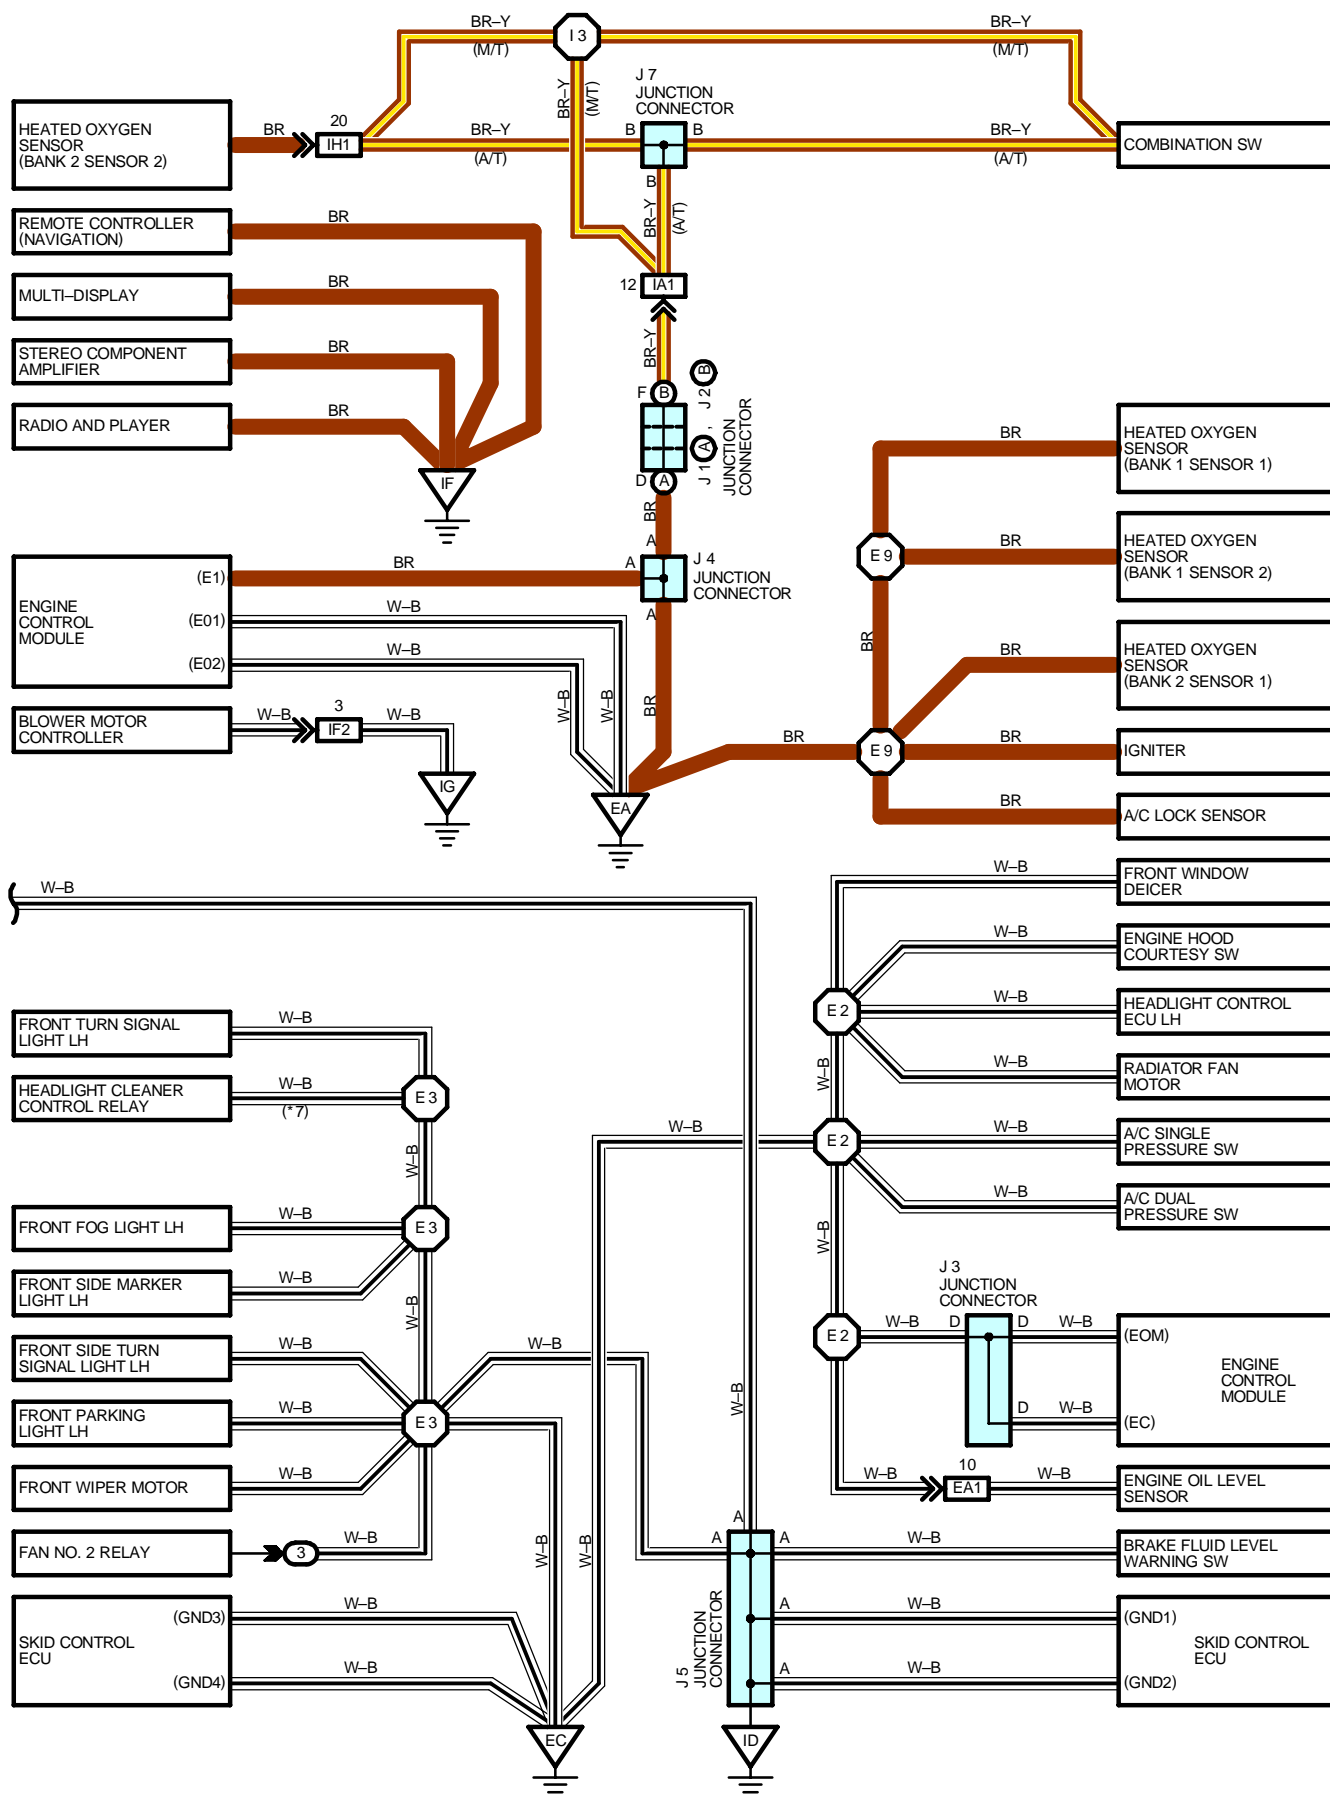 BR–Y
(M/T)
I 3
BR–Y
(M/T)
BR–Y
(M/T)
J 7
JUNCTION
CONNECTOR
HEATED OXYGEN
SENSOR
(BANK 2 SENSOR 2)
BR
20
IH1
BR–Y
(A/T)
B
B
B
BR–Y
(A/T)
COMBINATION SW
BR–Y
(A/T)
REMOTE CONTROLLER
(NAVIGATION)
BR
MULTI–DISPLAY
BR
12
IA1
BR–Y
STEREO COMPONENT
AMPLIFIER
BR
F
B
J 1 A , J 2 B
JUNCTION
CONNECTOR
RADIO AND PLAYER
BR
IF
D
A
BR
HEATED OXYGEN
SENSOR
(BANK 1 SENSOR 1)
BR
HEATED OXYGEN
SENSOR
(BANK 1 SENSOR 2)
BR
E 9
BR
HEATED OXYGEN
SENSOR
(BANK 2 SENSOR 1)
BR
ENGINE
CONTROL
MODULE
(E1)
BR
A
A
A
J 4
JUNCTION
CONNECTOR
(E01)
W–B
(E02)
W–B
W–B
W–B
BR
BLOWER MOTOR
CONTROLLER
W–B
3
IF2
W–B
IG
EA
BR
E 9
BR
IGNITER
BR
A/C LOCK SENSOR
W–B
W–B
FRONT WINDOW
DEICER
W–B
ENGINE HOOD
COURTESY SW
E 2
W–B
HEADLIGHT CONTROL
ECU LH
W–B
RADIATOR FAN
MOTOR
W–B
FRONT TURN SIGNAL
LIGHT LH
W–B
HEADLIGHT CLEANER
CONTROL RELAY
W–B
(*7)
E 3
W–B
W–B
E 2
W–B
A/C SINGLE
PRESSURE SW
W–B
A/C DUAL
PRESSURE SW
W–B
FRONT FOG LIGHT LH
W–B
E 3
FRONT SIDE MARKER
LIGHT LH
W–B
W–B
J 3
JUNCTION
CONNECTOR
E 2
W–B
D
D
W–B
(EOM)
ENGINE
CONTROL
MODULE
D
W–B
(EC)
FRONT SIDE TURN
SIGNAL LIGHT LH
W–B
W–B
FRONT PARKING
LIGHT LH
W–B
E 3
W–B
FRONT WIPER MOTOR
W–B
W–B
10
EA1
W–B
ENGINE OIL LEVEL
SENSOR
FAN NO. 2 RELAY
3
W–B
W–B
W–B
A
A
A
W–B
BRAKE FLUID LEVEL
WARNING SW
SKID CONTROL
ECU
(GND3)
W–B
(GND4)
W–B
J 5
JUNCTION
CONNECTOR
A
W–B
(GND1)
A
W–B
(GND2)
SKID CONTROL
ECU
EC
ID